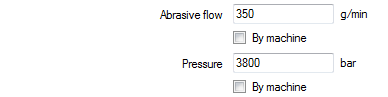 Abrasive flow 350 g/min
By machine
Pressure 3800 bar
By machine